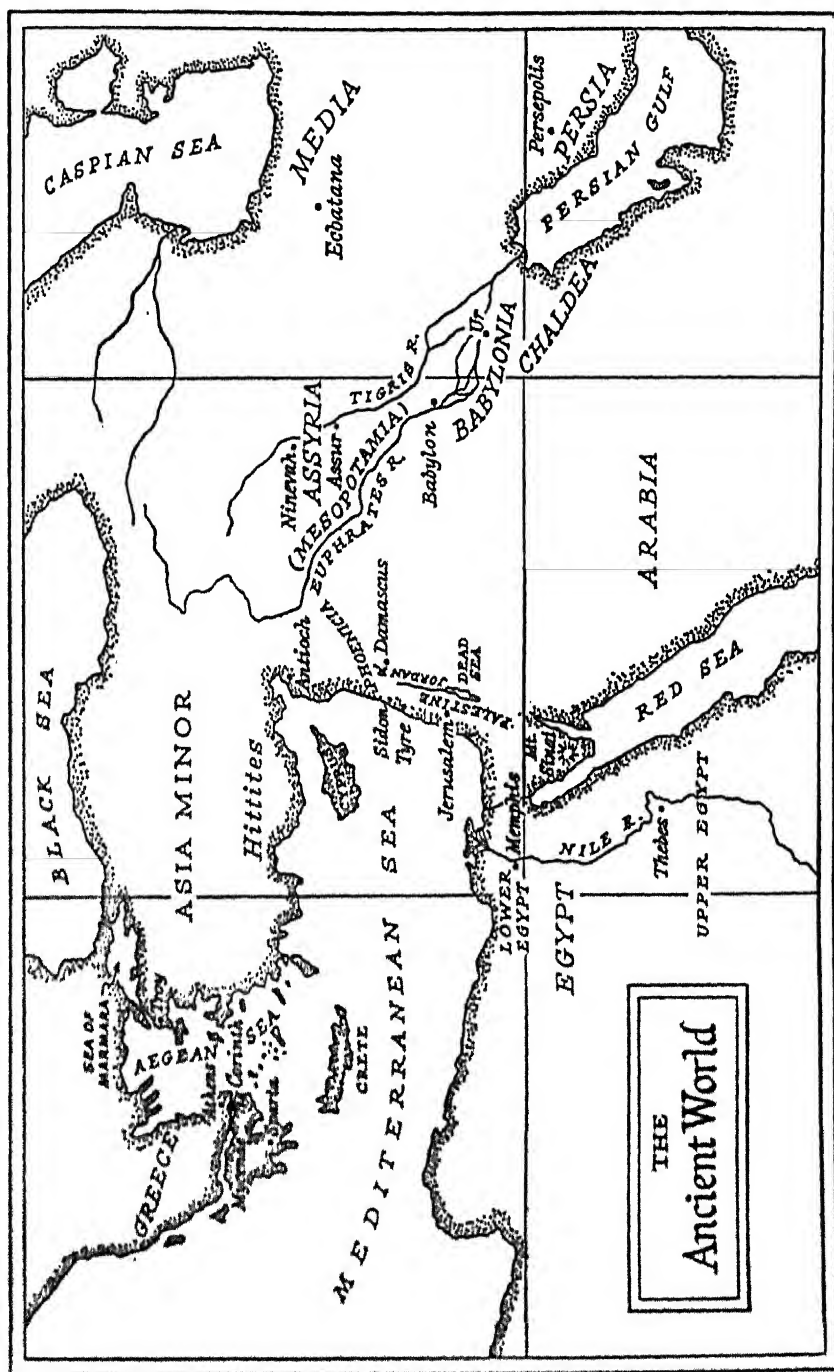 THE
Ancient World
BLACK SEA
CASPIAN SEA
SEA OF
MARMARA
GREECE
AEGEAN
SEA
Troy
Athens
Corinth
Sparta
CRETE
ASIA MINOR
Hittites
MEDITERRANEAN
SEA
Antioch
PHOENICIA
Damascus
Sidon
Tyre
JORDAN
DEAD
SEA
PALESTINE
Jerusalem
Ninevah
ASSYRIA
Assur
(MESOPOTAMIA)
TIGRIS R.
EUPHRATES R.
Babylon
BABYLONIA
Ur
CHALDEA
MEDIA
Ecbatana
Persepolis
PERSIA
PERSIAN GULF
ARABIA
RED SEA
Mt.
Sinai
LOWER
EGYPT
Memphis
EGYPT
NILE R.
Thebes
UPPER EGYPT